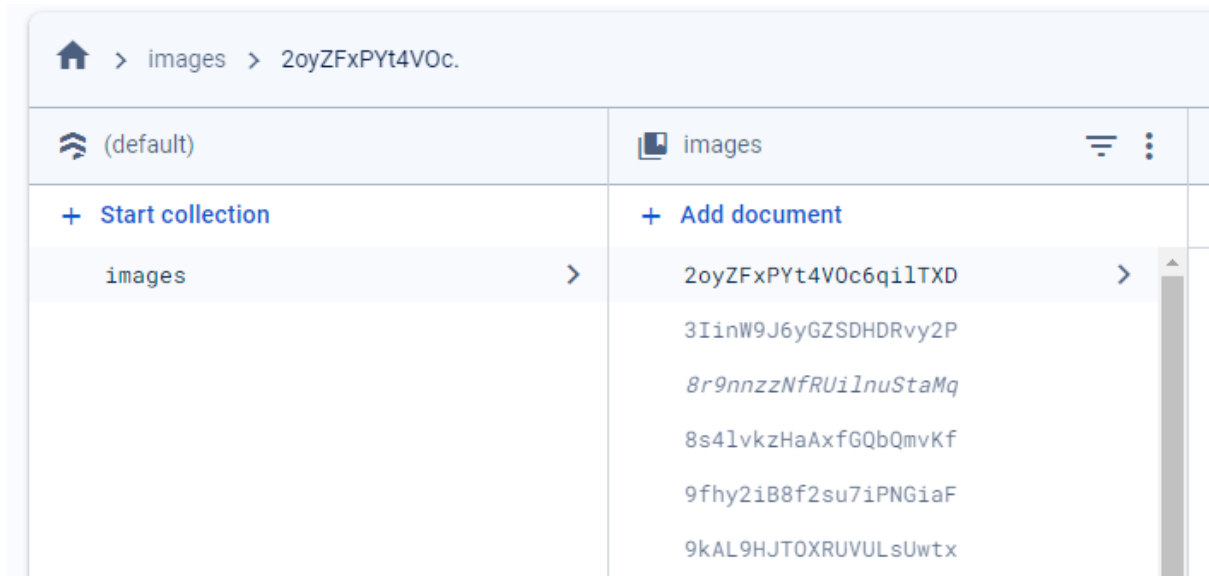 images > 2oyZFxPYt4VOc.
(default)
images
+ Start collection
+ Add document
images
2oyZFxPYt4VOc6qilTXD
3IinW9J6yGZSDHDRvy2P
8r9nnzzNfRUilnuStaMq
8s4lvkzHaAxfGQbQmvKf
9fhy2iB8f2su7iPNGiaF
9kAL9HJTOXRUVULsUwtx